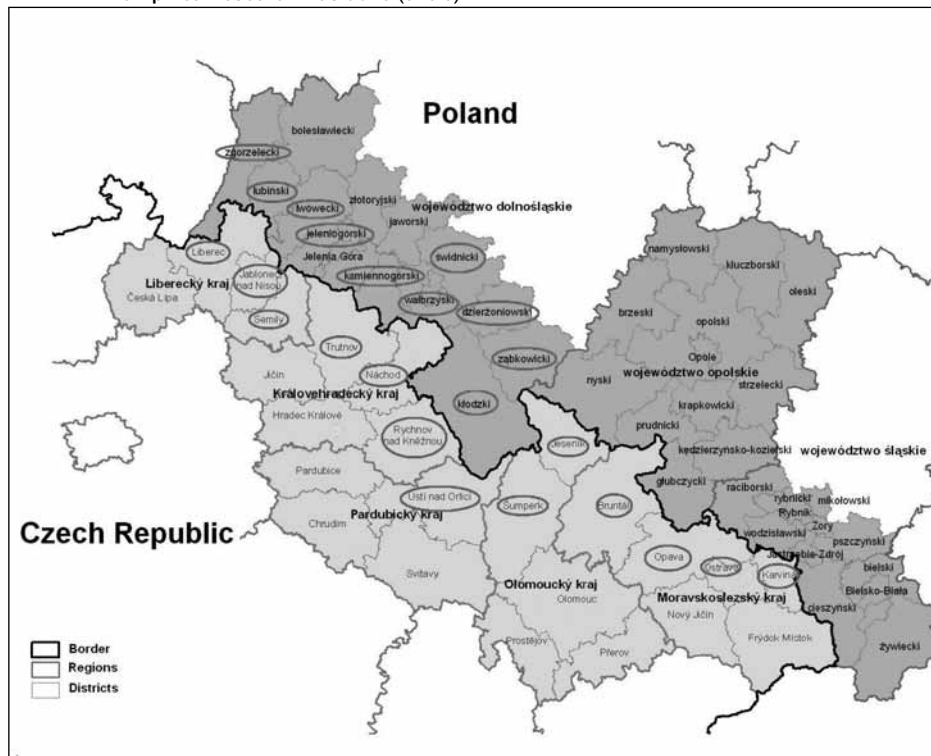 Poland
bolesławiecki
zgorzelecki
lubiński
lwowecki
złotoryjski
województwo dolnośląskie
jaworski
jeleniogórski
Jelenia Góra
świdnicki
kamiennogórski
wałbrzyski
dzierżoniowski
ząbkowicki
kłodzki
namysłowski
kluczborski
oleski
brzeski
opolski
Opole
województwo opolskie
nyski
strzelecki
krapkowicki
prudnicki
kędzierzyńsko-kozielski
województwo śląskie
głubczycki
raciborski
rybnicki
mikołowski
Rybnik
Żory
wodzisławski
pszczyński
Jastrzębie-Zdrój
bielski
Bielsko-Biała
cieszyński
żywiecki
Liberec
Liberecký kraj
Jablonec
nad Nisou
Česká Lípa
Semily
Trutnov
Jičín
Náchod
Královehradecký kraj
Hradec Králové
Rychnov
nad Kněžnou
Jeseník
Pardubice
Ústí nad Orlicí
Šumperk
Bruntál
Pardubický kraj
Chrudim
Svitavy
Opava
Ostrava
Karviná
Olomoucký kraj
Olomouc
Moravskoslezský kraj
Nový Jičín
Frýdek Místek
Prostějov
Přerov
Czech Republic
Border
Regions
Districts